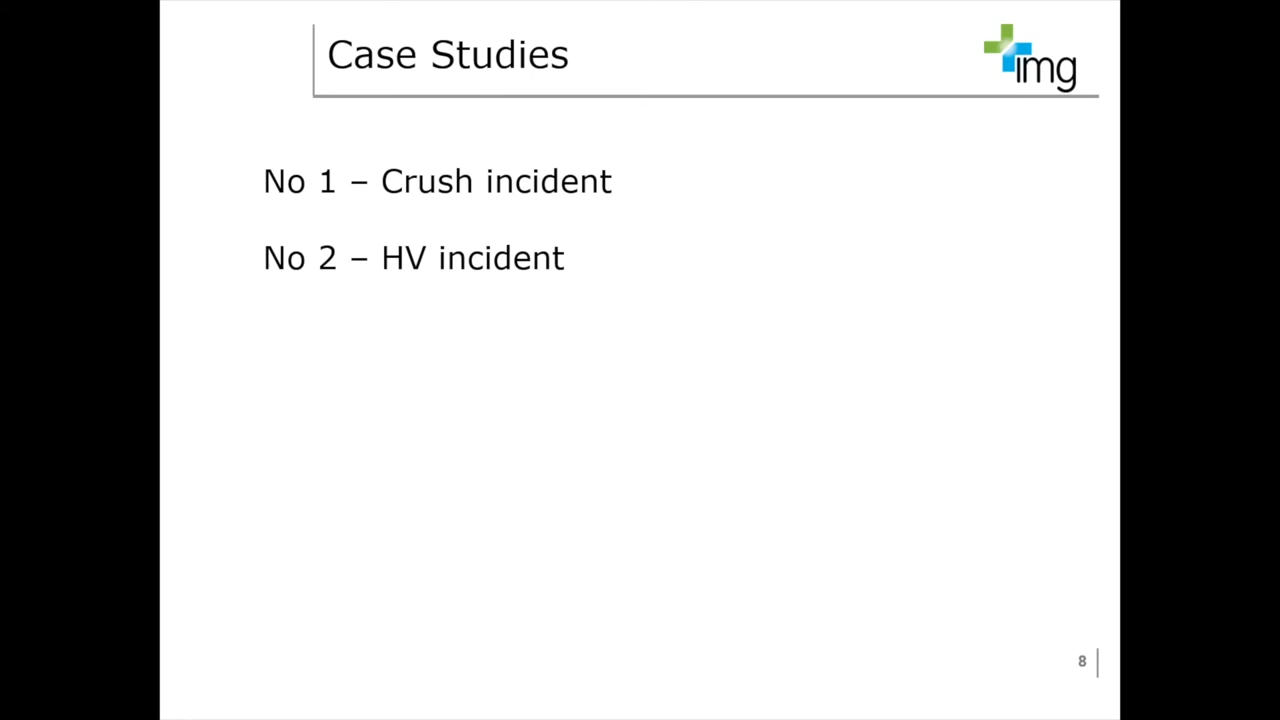 Case Studies
img
No 1 – Crush incident
No 2 – HV incident
8